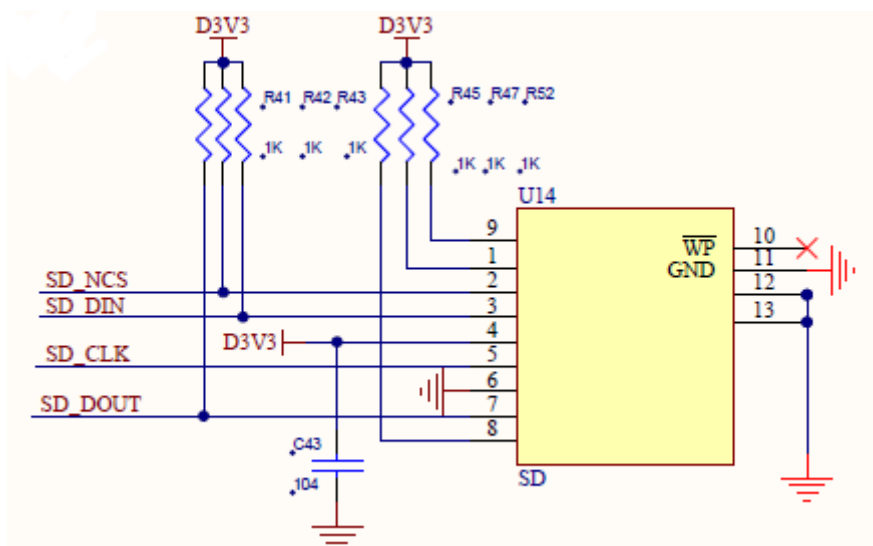 D3V3 D3V3
R41 R42 R43 R45 R47 R52
1K 1K 1K 1K 1K 1K
U14
9
1
SD_NCS 2
SD_DIN 3
D3V3 4
SD_CLK 5
6
SD_DOUT 7
8
WP 10
GND 11
12
13
C43
104
SD